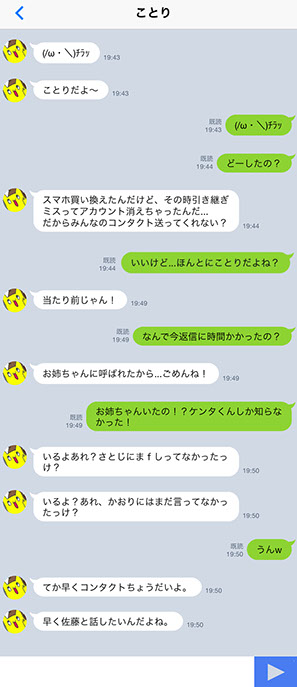 ことり
(/ω・＼)ﾁﾗｯ
19:43
ことりだよ〜
19:43
既読
19:43
(/ω・＼)ﾁﾗｯ
既読
19:44
どーしたの？
スマホ買い換えたんだけど、その時引き継ぎ
ミスってアカウント消えちゃったんだ...
だからみんなのコンタクト送ってくれない？
19:44
既読
19:44
いいけど...ほんとにことりだよね？
当たり前じゃん！
19:49
既読
19:49
なんで今返信に時間かかったの？
お姉ちゃんに呼ばれたから...ごめんね！
19:49
既読
19:49
お姉ちゃんいたの！？ケンタくんしか知らな
かった！
いるよあれ？さとじにまｆしってなかったっ
け？
19:50
いるよ？あれ、かおりにはまだ言ってなかっ
たっけ？
19:50
既読
19:50
うんw
てか早くコンタクトちょうだいよ。
19:50
早く佐藤と話したいんだよね。
19:50